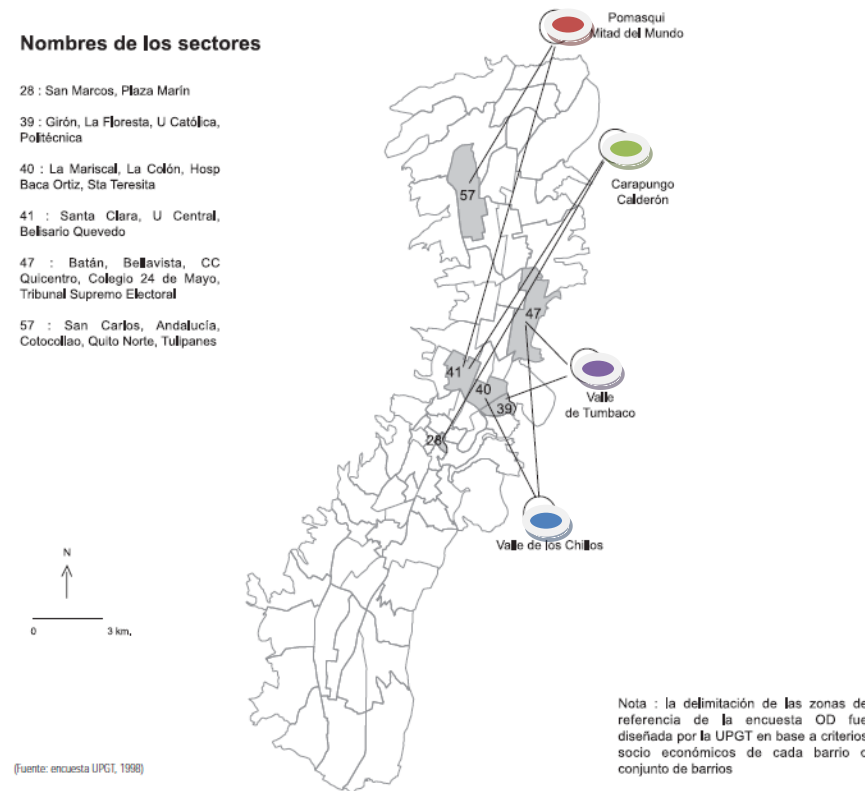 Nombres de los sectores
28 : San Marcos, Plaza Marín
39 : Girón, La Floresta, U Católica,
Politécnica
40 : La Mariscal, La Colón, Hosp
Baca Ortiz, Sta Teresita
41 : Santa Clara, U Central,
Belisario Quevedo
47 : Batán, Bellavista, CC
Quicentro, Colegio 24 de Mayo,
Tribunal Supremo Electoral
57 : San Carlos, Andalucía,
Cotocollao, Quito Norte, Tulipanes
Pomasqui
Mitad del Mundo
Carapungo
Calderón
57
47
41
40
39
28
Valle
de Tumbaco
Valle de los Chillos
N
0 3 km.
Nota : la delimitación de las zonas de
referencia de la encuesta OD fue
diseñada por la UPGT en base a criterios
socio económicos de cada barrio o
conjunto de barrios
(Fuente: encuesta UPGT, 1998)